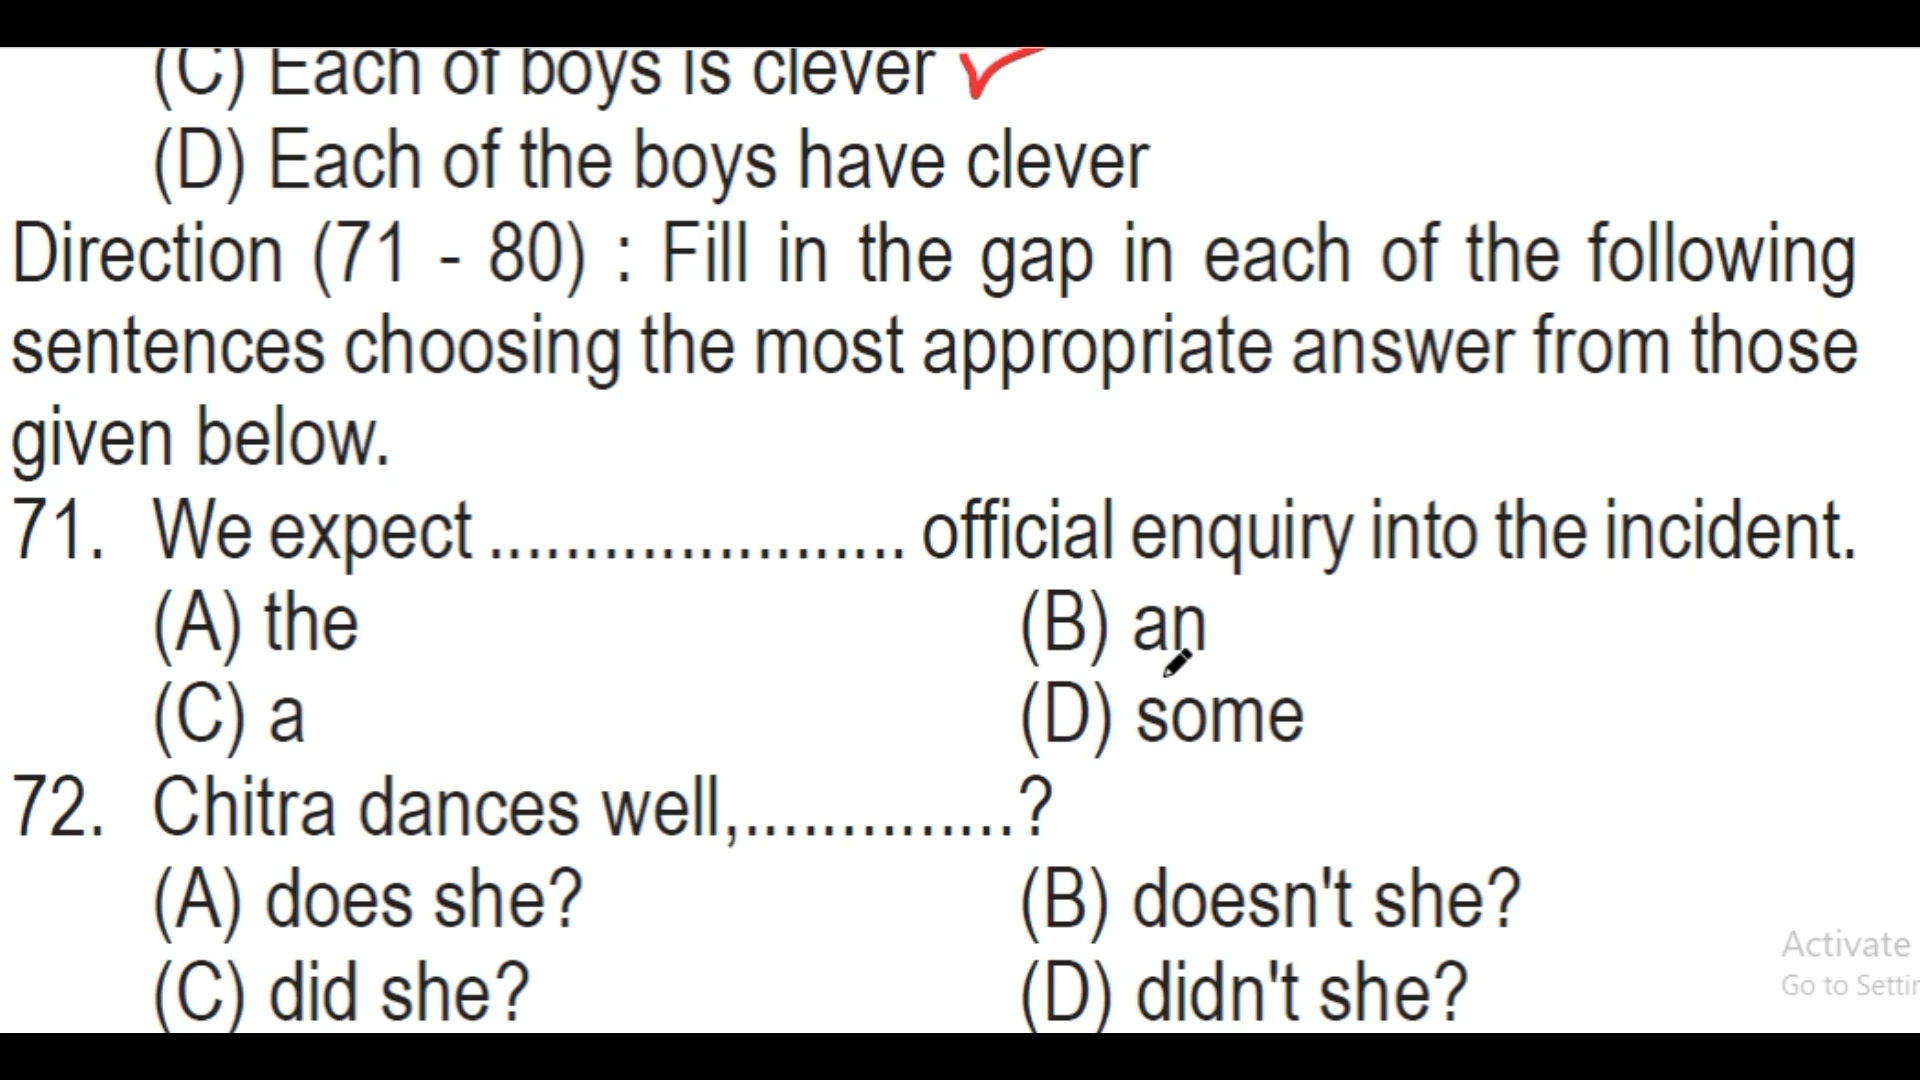 (C) Each of boys is clever
(D) Each of the boys have clever
Direction (71 - 80) : Fill in the gap in each of the following
sentences choosing the most appropriate answer from those
given below.
71. We expect ...................... official enquiry into the incident.
(A) the (B) an
(C) a (D) some
72. Chitra dances well,..............?
(A) does she? (B) doesn't she?
(C) did she? (D) didn't she?
Activate
Go to Settin